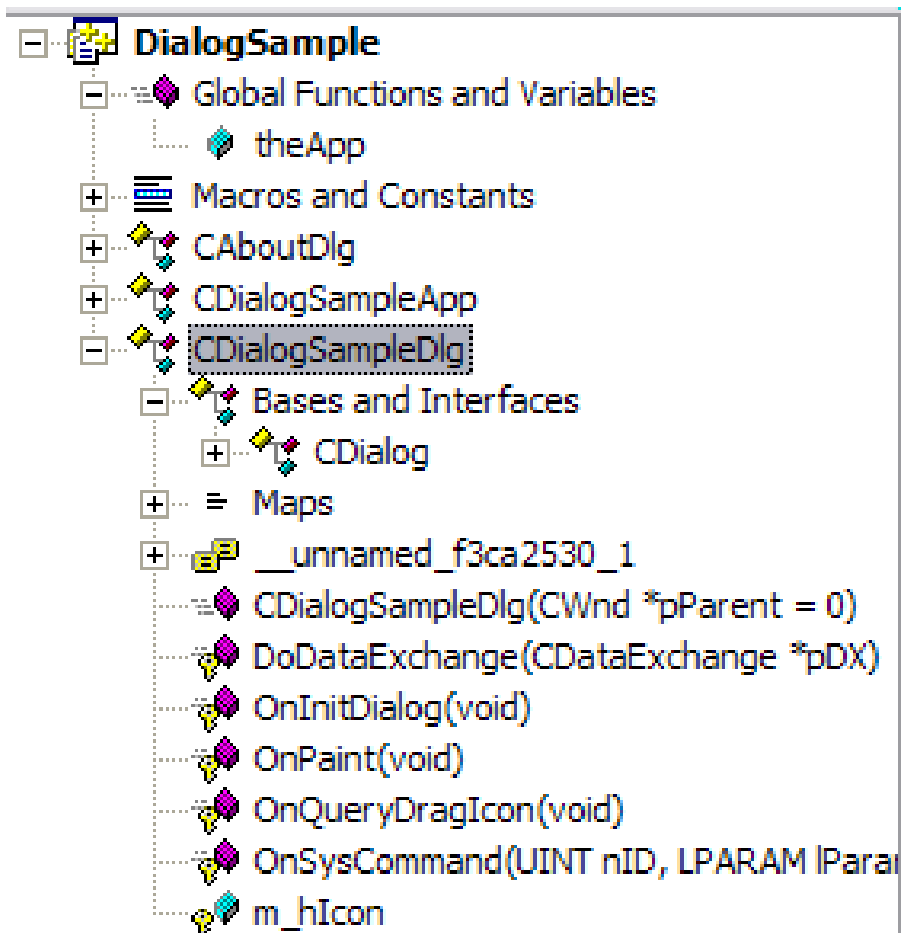 DialogSample
Global Functions and Variables
theApp
Macros and Constants
CAboutDlg
CDialogSampleApp
CDialogSampleDlg
Bases and Interfaces
CDialog
Maps
__unnamed_f3ca2530_1
CDialogSampleDlg(CWnd *pParent = 0)
DoDataExchange(CDataExchange *pDX)
OnInitDialog(void)
OnPaint(void)
OnQueryDragIcon(void)
OnSysCommand(UINT nID, LPARAM lParar
m_hIcon